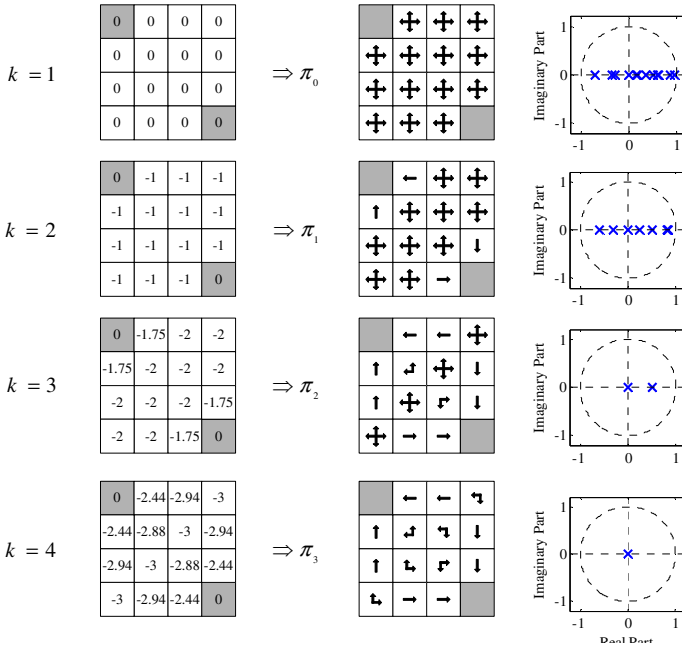 k = 1
0 0 0 0
0 0 0 0
0 0 0 0
0 0 0 0
⇒ π0
Imaginary Part
1
0
-1
-1 0 1
k = 2
0 -1 -1 -1
-1 -1 -1 -1
-1 -1 -1 -1
-1 -1 -1 0
⇒ π1
Imaginary Part
1
0
-1
-1 0 1
k = 3
0 -1.75 -2 -2
-1.75 -2 -2 -2
-2 -2 -2 -1.75
-2 -2 -1.75 0
⇒ π2
Imaginary Part
1
0
-1
-1 0 1
k = 4
0 -2.44 -2.94 -3
-2.44 -2.88 -3 -2.94
-2.94 -3 -2.88 -2.44
-3 -2.94 -2.44 0
⇒ π3
Imaginary Part
1
0
-1
-1 0 1
Real Part